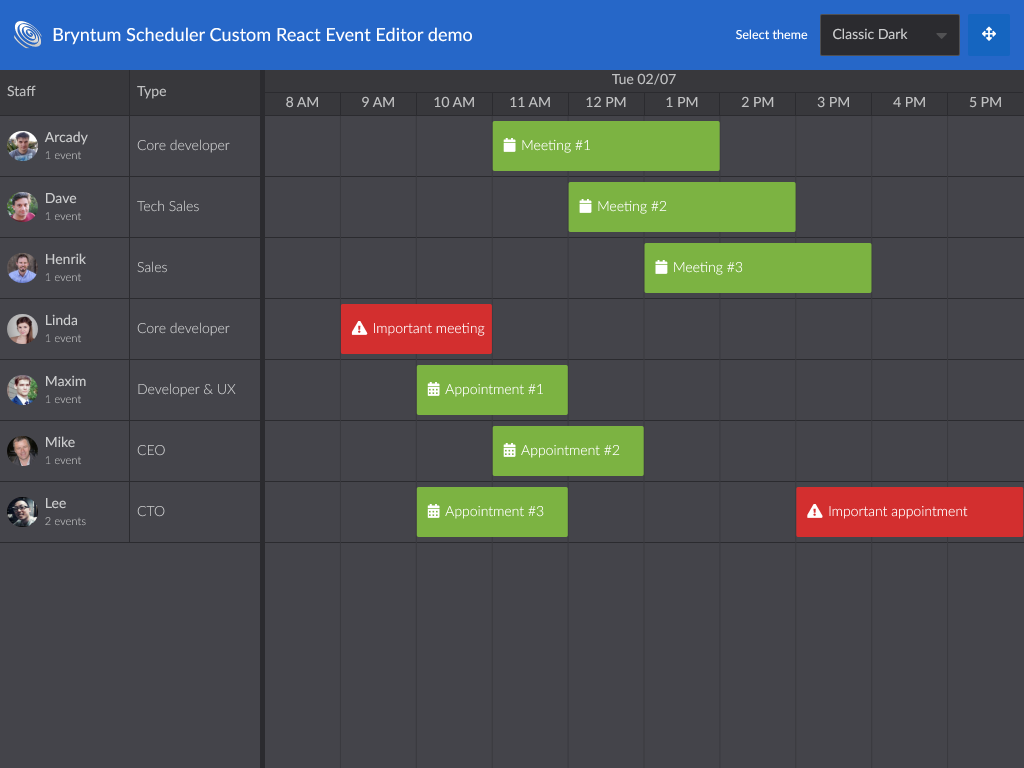 Bryntum Scheduler Custom React Event Editor demo
Select theme
Classic Dark
Staff
Type
Tue 02/07
8 AM
9 AM
10 AM
11 AM
12 PM
1 PM
2 PM
3 PM
4 PM
5 PM
Arcady
1 event
Core developer
Meeting #1
Dave
1 event
Tech Sales
Meeting #2
Henrik
1 event
Sales
Meeting #3
Linda
1 event
Core developer
Important meeting
Maxim
1 event
Developer & UX
Appointment #1
Mike
1 event
CEO
Appointment #2
Lee
2 events
CTO
Appointment #3
Important appointment